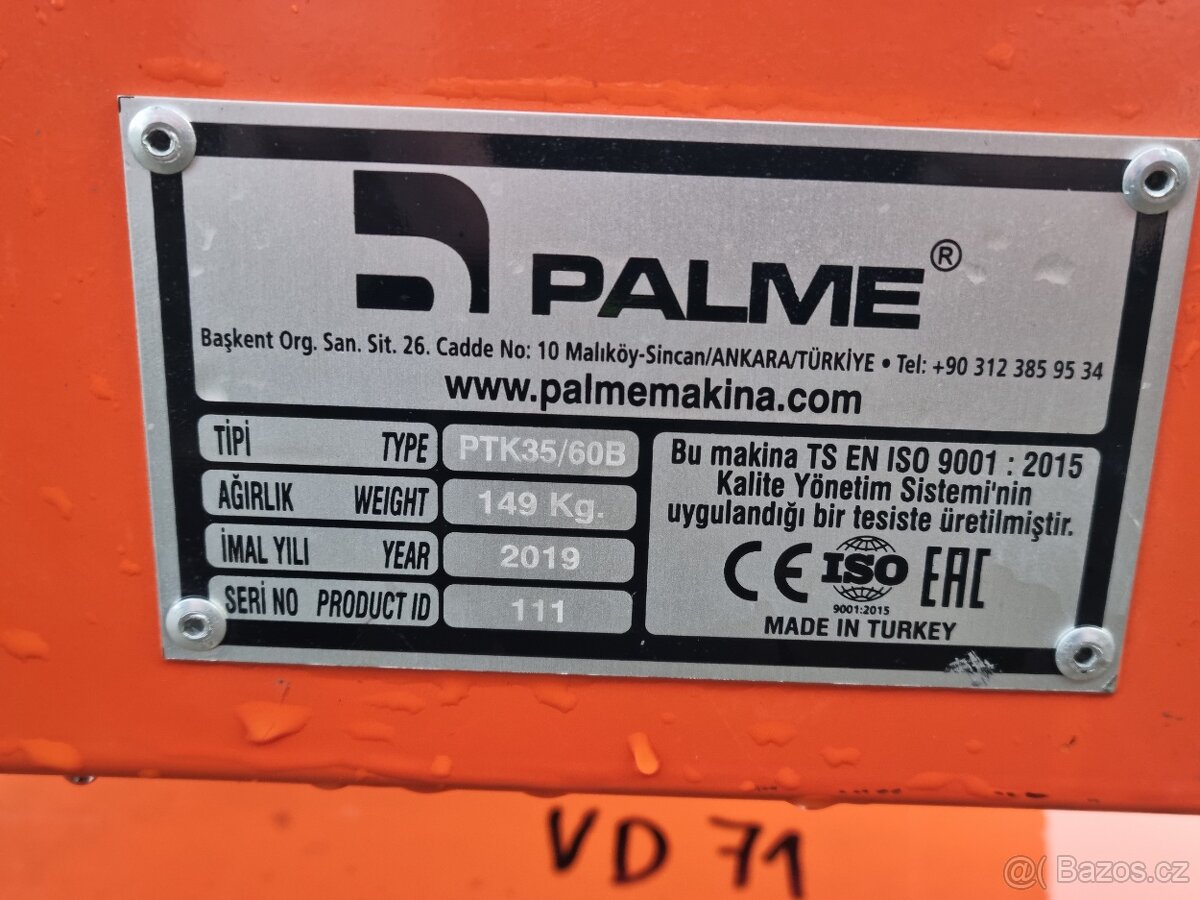 PALME®
Başkent Org. San. Sit. 26. Cadde No: 10 Malıköy-Sincan/ANKARA/TÜRKİYE • Tel: +90 312 385 95 34
www.palmemakina.com
TİPİ TYPE PTK35/60B
AĞIRLIK WEIGHT 149 Kg.
İMAL YILI YEAR 2019
SERİ NO PRODUCT ID 111
Bu makina TS EN ISO 9001 : 2015
Kalite Yönetim Sistemi'nin
uygulandığı bir tesiste üretilmiştir.
CE ISO EAC
9001:2015
MADE IN TURKEY
VD 71
@( Bazos.cz